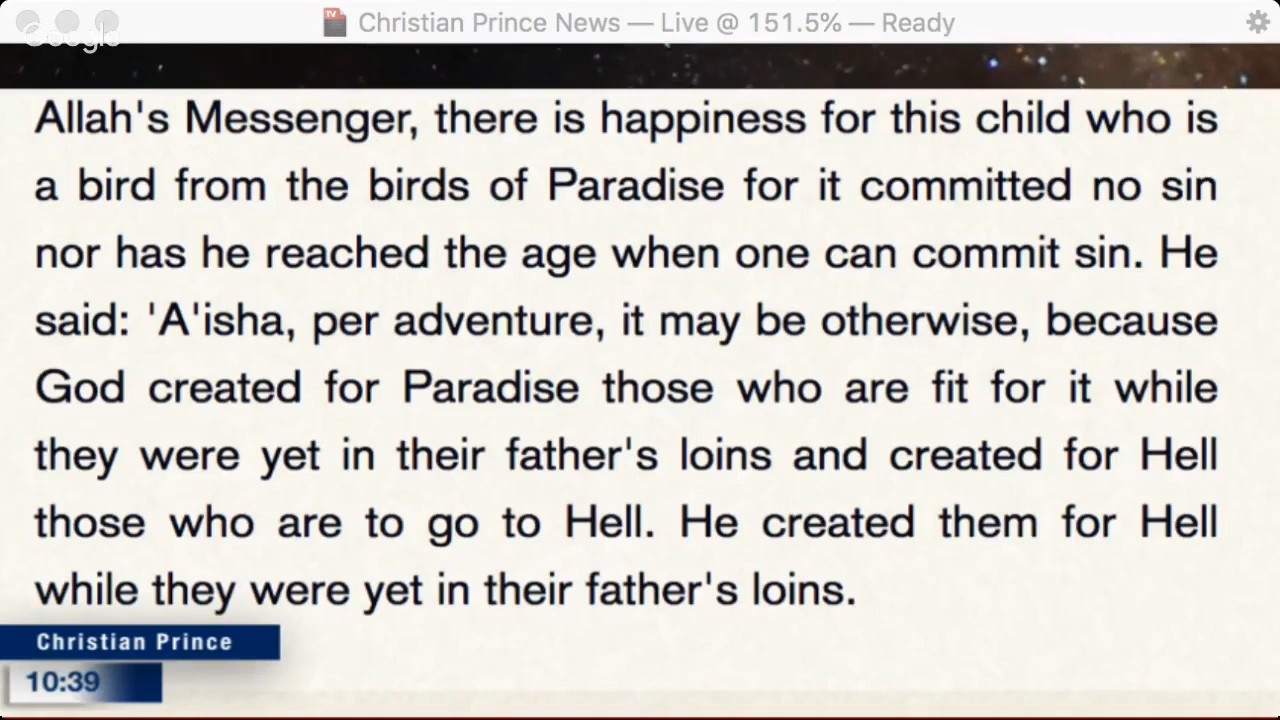 Christian Prince News — Live @ 151.5% — Ready
Google
Allah's Messenger, there is happiness for this child who is
a bird from the birds of Paradise for it committed no sin
nor has he reached the age when one can commit sin. He
said: 'A'isha, per adventure, it may be otherwise, because
God created for Paradise those who are fit for it while
they were yet in their father's loins and created for Hell
those who are to go to Hell. He created them for Hell
while they were yet in their father's loins.
Christian Prince
10:39